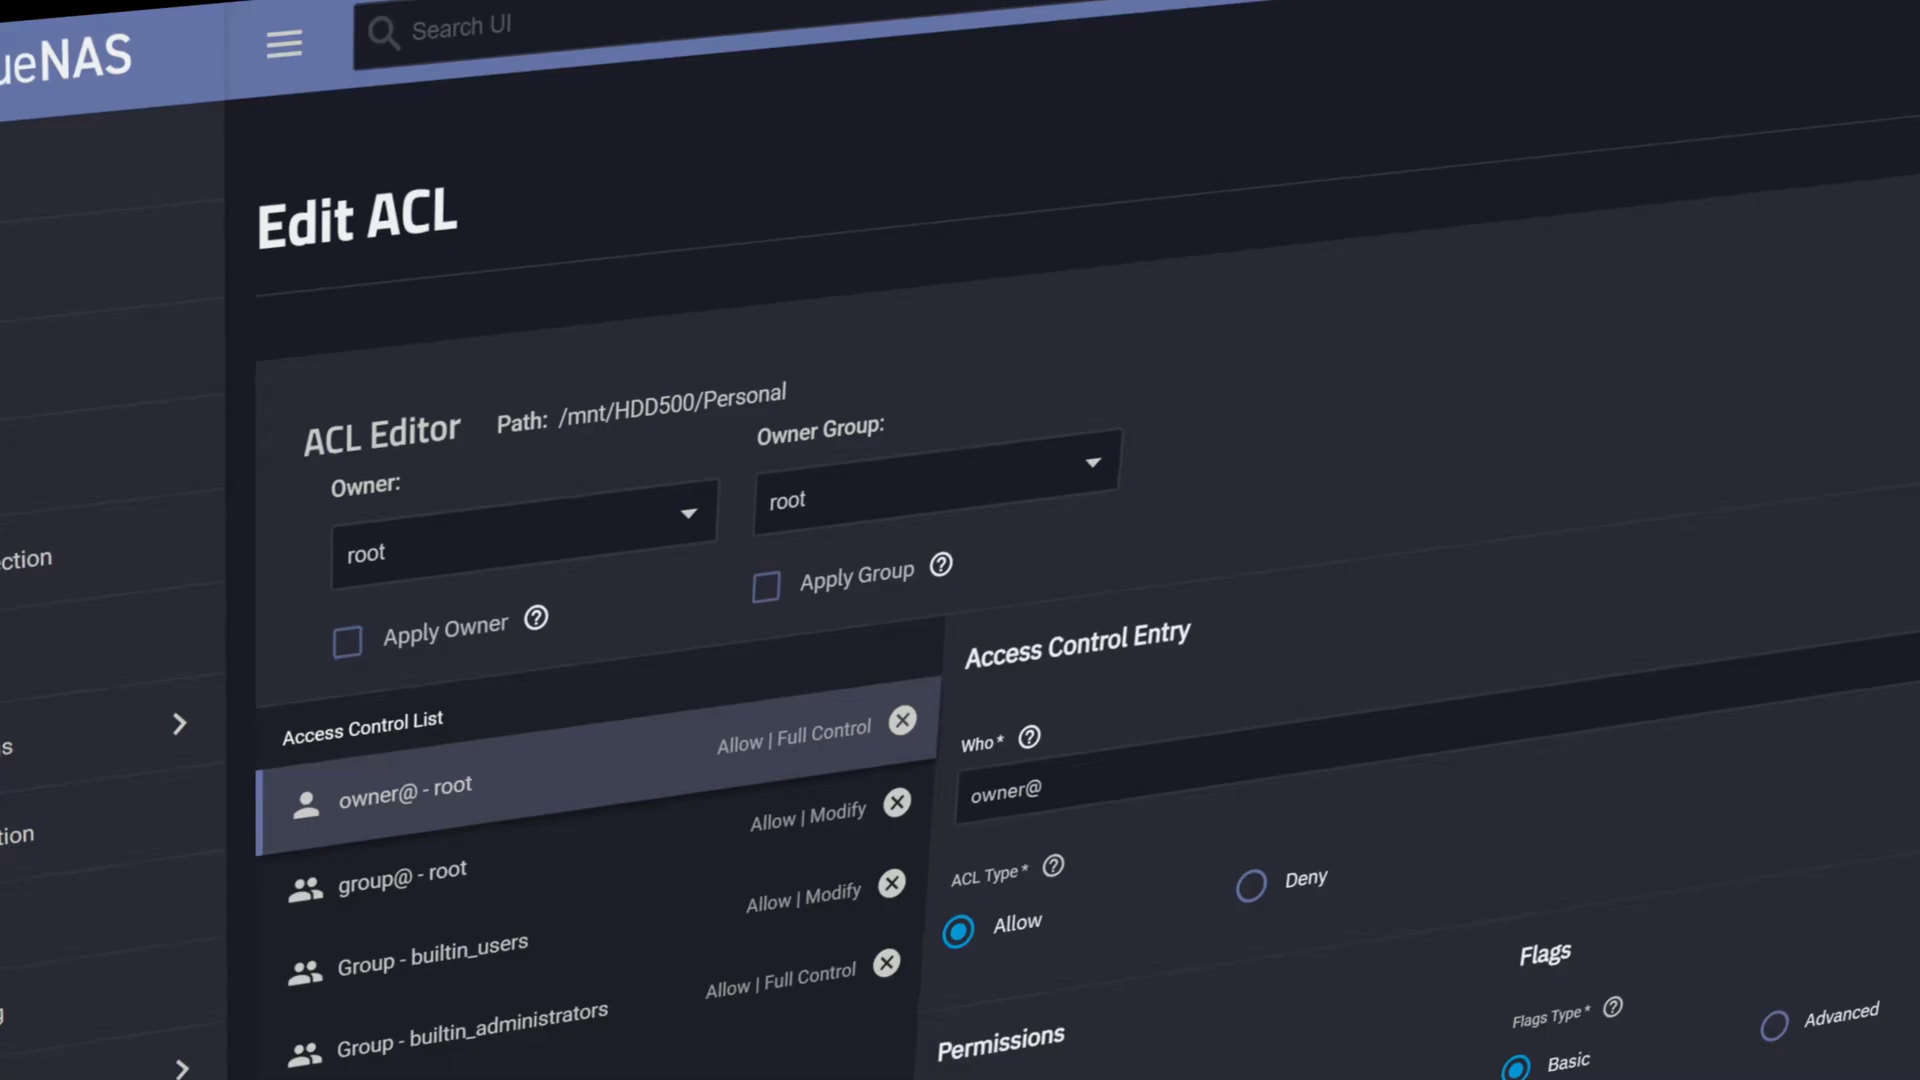 ueNAS
Search UI
Edit ACL
ACL Editor Path: /mnt/HDD500/Personal
Owner:
Owner Group:
root
root
Apply Owner
Apply Group
Access Control List
owner@ - root Allow | Full Control
group@ - root Allow | Modify
Group - builtin_users Allow | Modify
Group - builtin_administrators Allow | Full Control
Access Control Entry
Who *
owner@
ACL Type *
Allow
Deny
Permissions
Flags
Flags Type *
Basic
Advanced
ction
s
tion
g